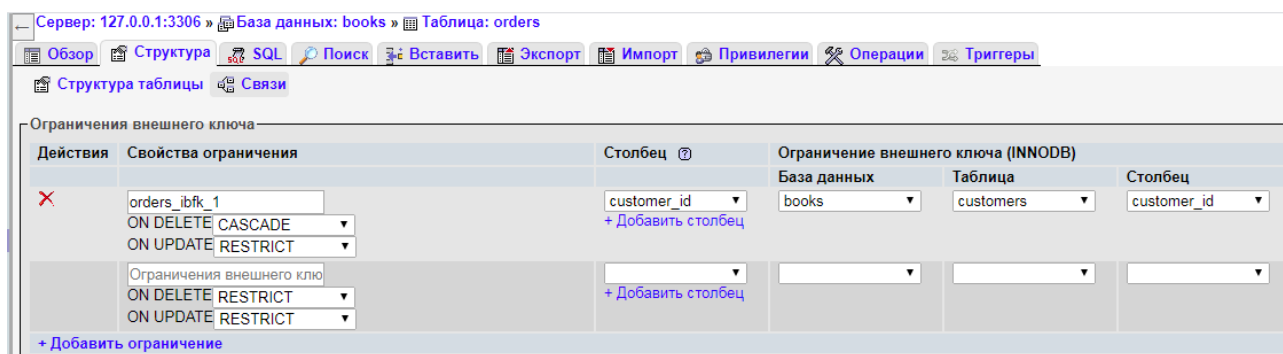 Сервер: 127.0.0.1:3306 » База данных: books » Таблица: orders
Обзор Структура SQL Поиск Вставить Экспорт Импорт Привилегии Операции Триггеры
Структура таблицы Связи
Ограничения внешнего ключа
Действия Свойства ограничения Столбец Ограничение внешнего ключа (INNODB)
База данных Таблица Столбец
orders_ibfk_1 customer_id books customers customer_id
ON DELETE CASCADE + Добавить столбец
ON UPDATE RESTRICT
Ограничения внешнего клю
ON DELETE RESTRICT + Добавить столбец
ON UPDATE RESTRICT
+ Добавить ограничение